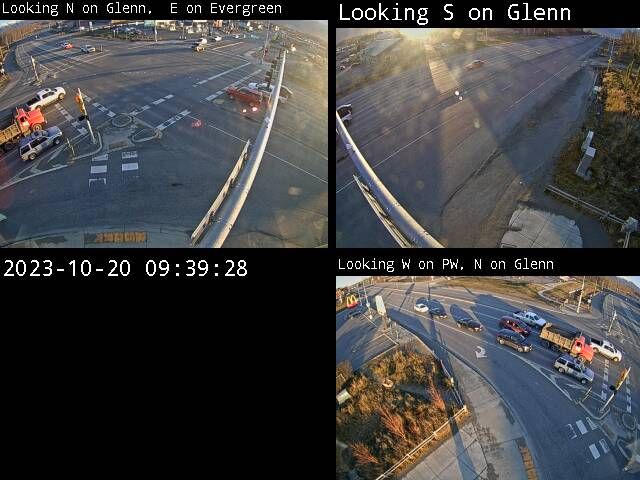 Looking N on Glenn,  E on Evergreen
Looking S on Glenn
2023-10-20 09:39:28
Looking W on PW, N on Glenn